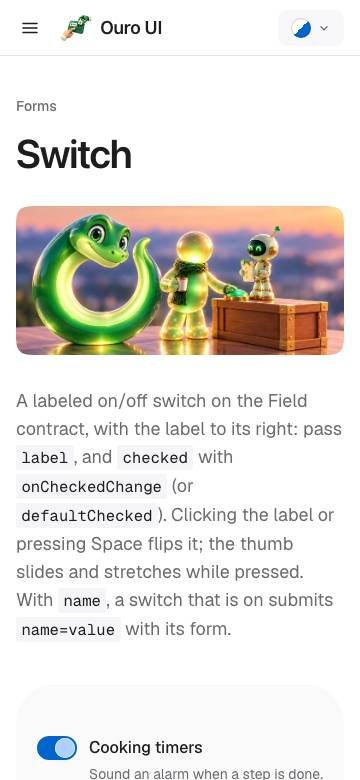 Ouro UI
Forms
Switch
A labeled on/off switch on the Field
contract, with the label to its right: pass
label, and checked with
onCheckedChange (or
defaultChecked). Clicking the label or
pressing Space flips it; the thumb
slides and stretches while pressed.
With name, a switch that is on submits
name=value with its form.
Cooking timers
Sound an alarm when a step is done.